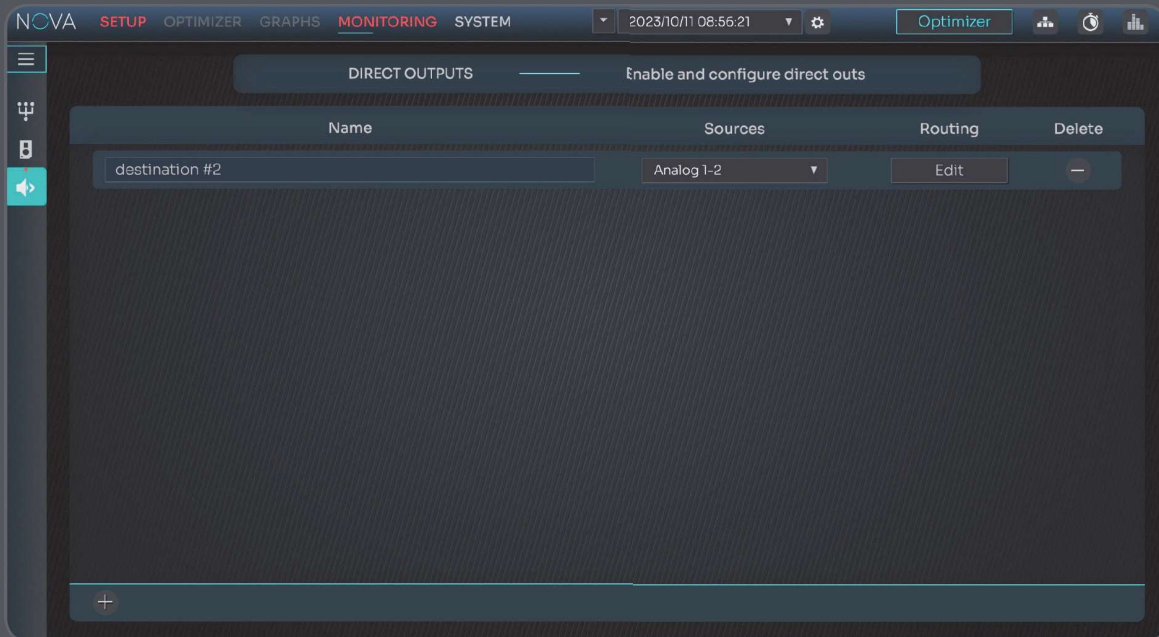 NOVA SETUP OPTIMIZER GRAPHS MONITORING SYSTEM 2023/10/11 08:56:21 Optimizer
DIRECT OUTPUTS Enable and configure direct outs
Name Sources Routing Delete
destination #2 Analog 1-2 Edit